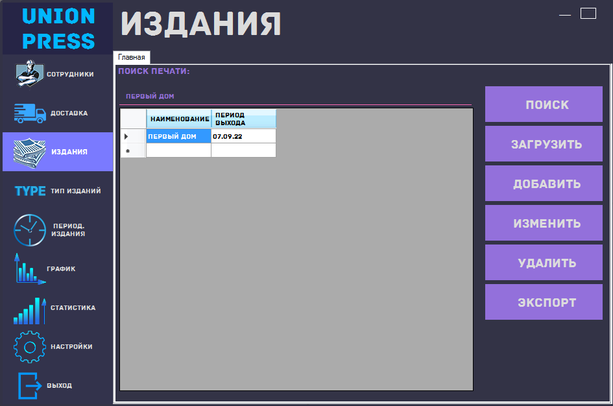 UNION
PRESS
ИЗДАНИЯ
Главная
СОТРУДНИКИ
ДОСТАВКА
ИЗДАНИЯ
TYPE ТИП ИЗДАНИЙ
ПЕРИОД.
ИЗДАНИЯ
ГРАФИК
СТАТИСТИКА
НАСТРОЙКИ
ВЫХОД
ПОИСК ПЕЧАТИ:
ПЕРВЫЙ ДОМ
НАИМЕНОВАНИЕ ПЕРИОД
ВЫХОДА
ПЕРВЫЙ ДОМ 07.09.22
ПОИСК
ЗАГРУЗИТЬ
ДОБАВИТЬ
ИЗМЕНИТЬ
УДАЛИТЬ
ЭКСПОРТ